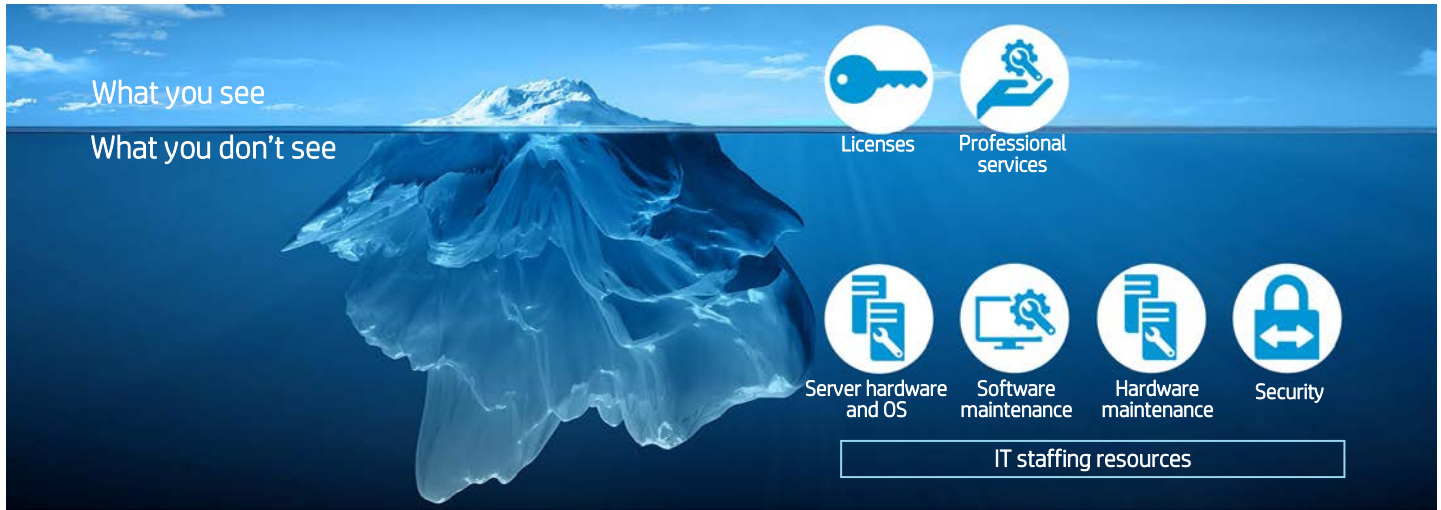 What you see
What you don't see
Licenses
Professional
services
Server hardware
and OS
Software
maintenance
Hardware
maintenance
Security
IT staffing resources